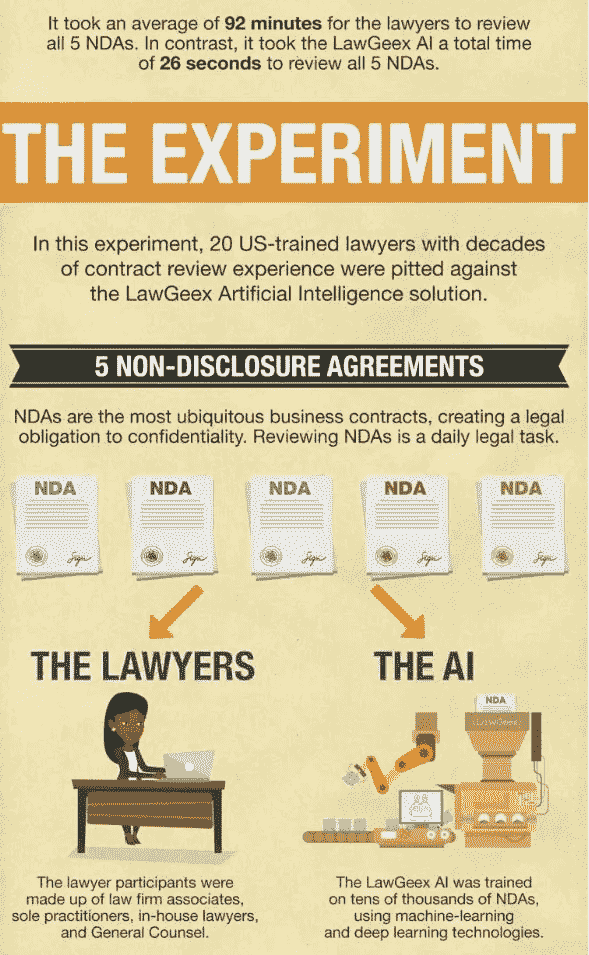 It took an average of 92 minutes for the lawyers to review
all 5 NDAs. In contrast, it took the LawGeex AI a total time
of 26 seconds to review all 5 NDAs.
THE EXPERIMENT
In this experiment, 20 US-trained lawyers with decades
of contract review experience were pitted against
the LawGeex Artificial Intelligence solution.
5 NON-DISCLOSURE AGREEMENTS
NDAs are the most ubiquitous business contracts, creating a legal
obligation to confidentiality. Reviewing NDAs is a daily legal task.
NDA NDA NDA NDA NDA
Sign Sign Sign Sign Sign
THE LAWYERS
THE AI
NDA
LawGeex
The lawyer participants were
made up of law firm associates,
sole practitioners, in-house lawyers,
and General Counsel.
The LawGeex AI was trained
on tens of thousands of NDAs,
using machine-learning
and deep learning technologies.